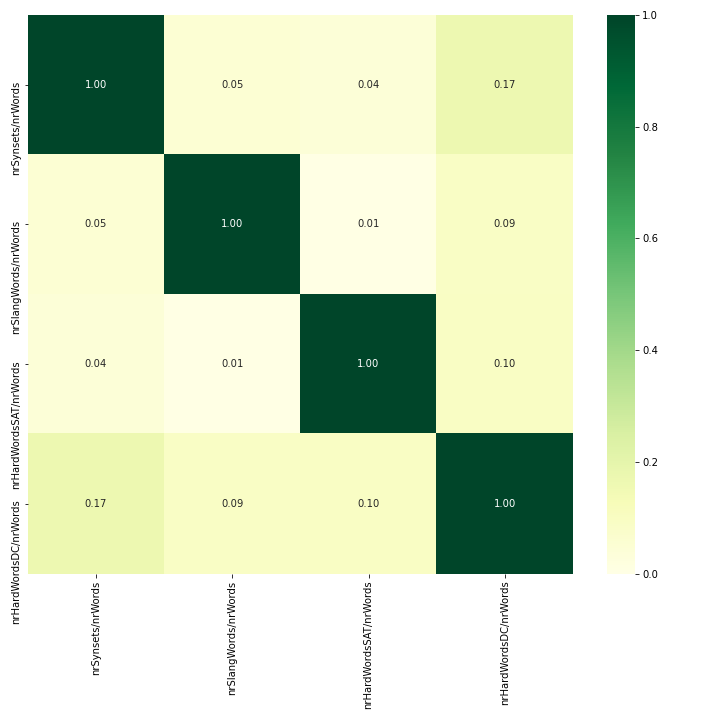 nrSynsets/nrWords
1.00 0.05 0.04 0.17
nrSlangWords/nrWords
0.05 1.00 0.01 0.09
nrHardWordsSAT/nrWords
0.04 0.01 1.00 0.10
nrHardWordsDC/nrWords
0.17 0.09 0.10 1.00
nrSynsets/nrWords
nrSlangWords/nrWords
nrHardWordsSAT/nrWords
nrHardWordsDC/nrWords
1.0
0.8
0.6
0.4
0.2
0.0